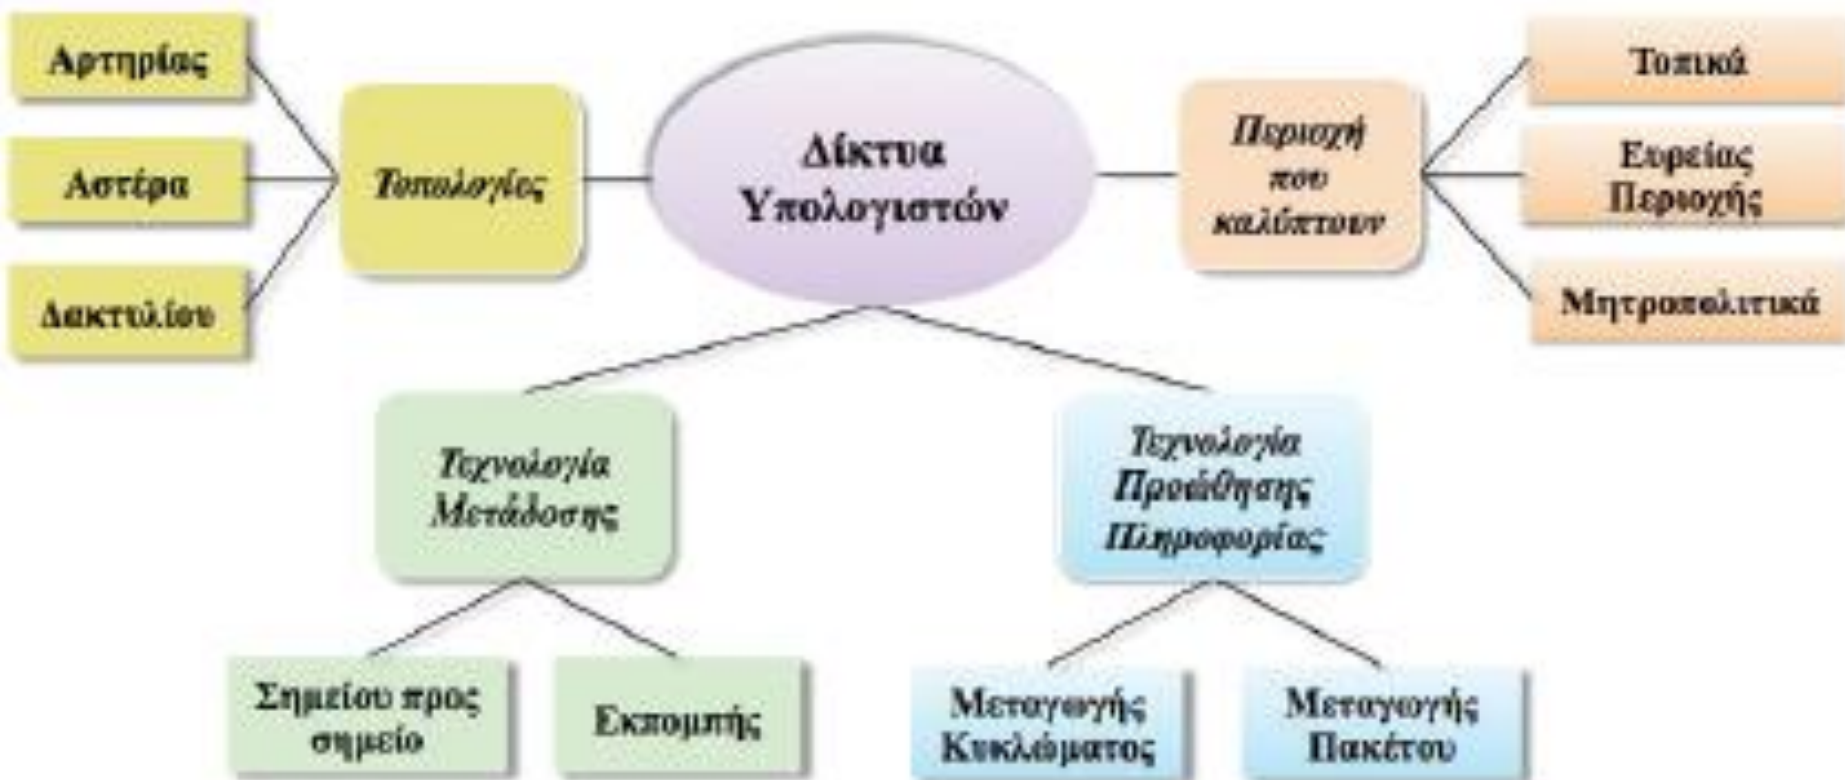 Αρτηρίας
Αστέρα
Δακτυλίου
Τοπολογίες
Δίκτυα
Υπολογιστών
Περιοχή
που
καλύπτουν
Τοπικά
Ευρείας
Περιοχής
Μητροπολιτικά
Τεχνολογία
Μετάδοσης
Σημείου προς
σημείο
Εκπομπής
Τεχνολογία
Προώθησης
Πληροφορίας
Μεταγωγής
Κυκλώματος
Μεταγωγής
Πακέτου